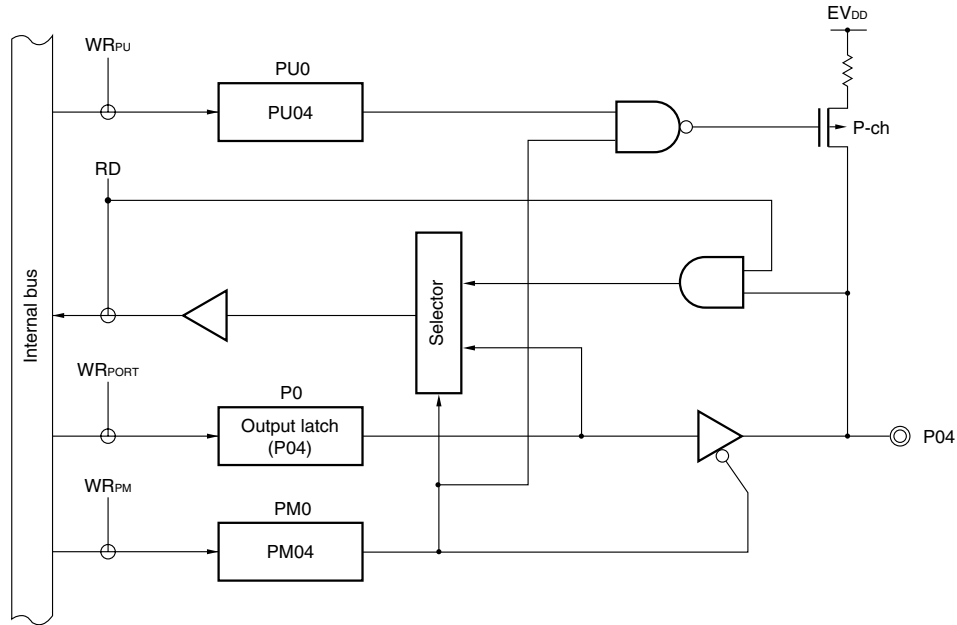 EVDD
WRPU
PU0
PU04
P-ch
RD
Internal bus
Selector
WRPORT
P0
Output latch
(P04)
P04
WRPM
PM0
PM04